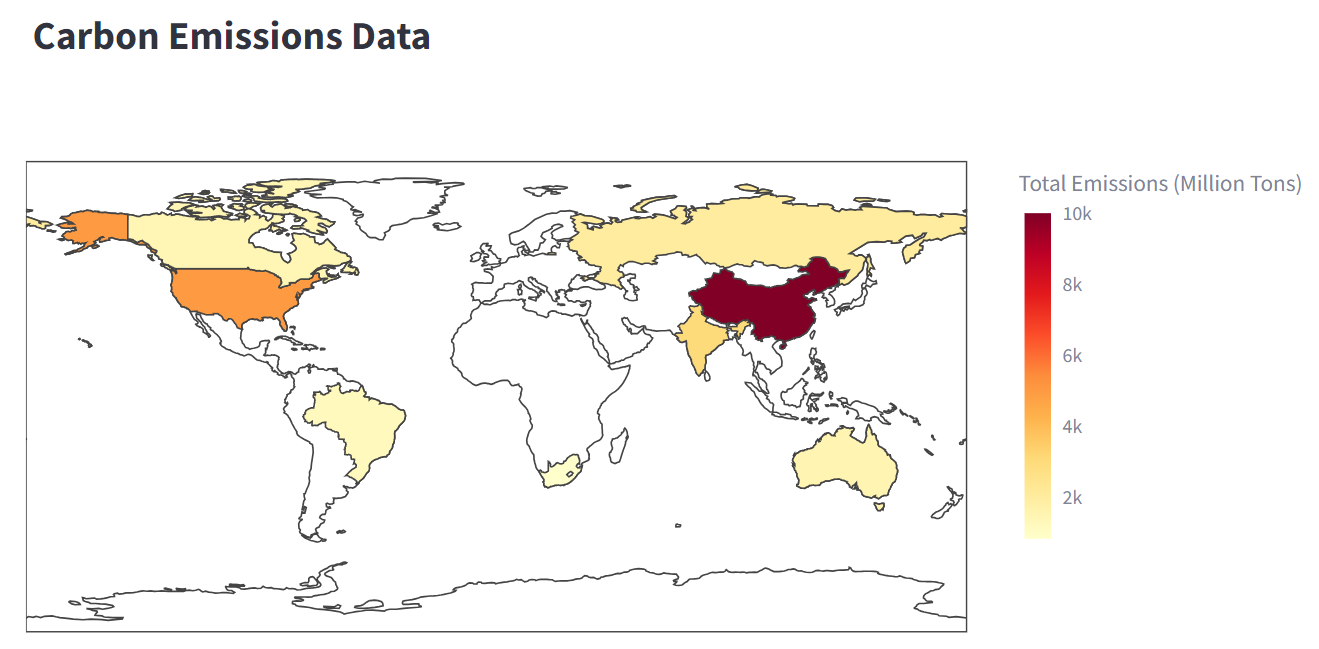 Carbon Emissions Data
Total Emissions (Million Tons)
10k
8k
6k
4k
2k